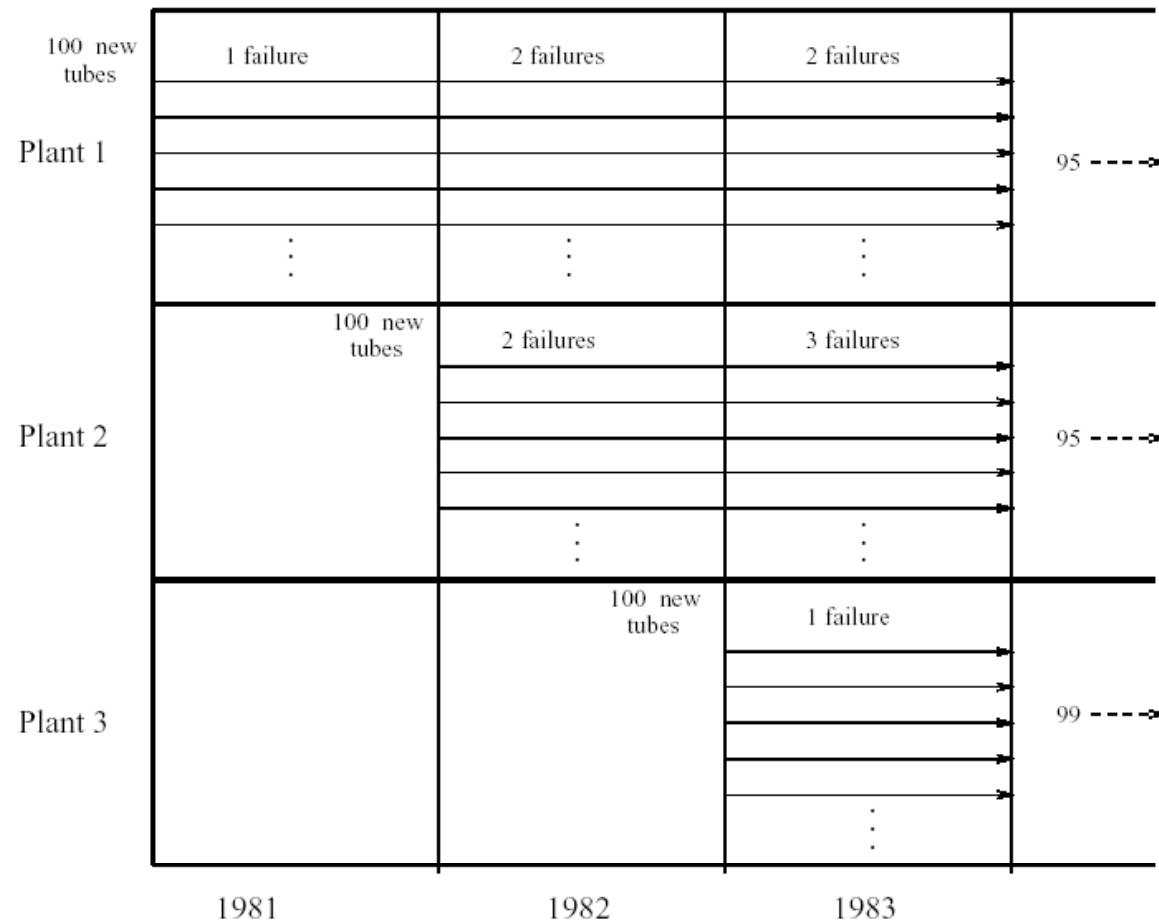 100 new
tubes
1 failure
2 failures
2 failures
Plant 1
95
100 new
tubes
2 failures
3 failures
Plant 2
95
100 new
tubes
1 failure
Plant 3
99
1981
1982
1983